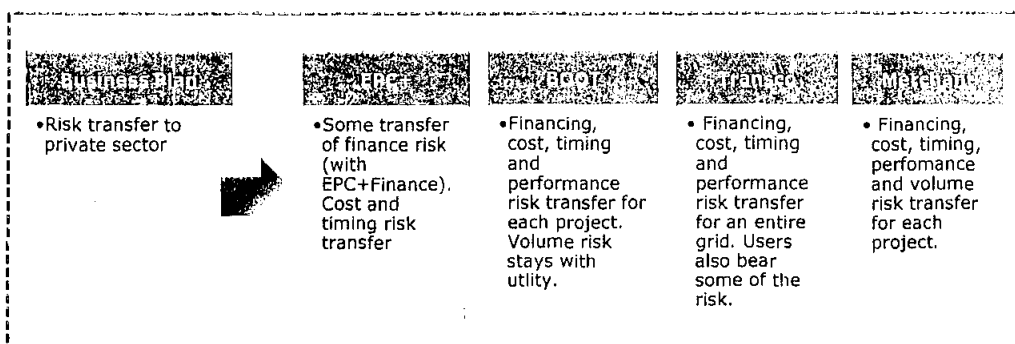 Business Plan
•Risk transfer to
private sector
EPC
•Some transfer
of finance risk
(with
EPC+Finance).
Cost and
timing risk
transfer
BOOT
•Financing,
cost, timing
and
performance
risk transfer for
each project.
Volume risk
stays with
utlity.
Transco
• Financing,
cost, timing
and
performance
risk transfer
for an entire
grid. Users
also bear
some of the
risk.
Merchant
• Financing,
cost, timing,
perfomance
and volume
risk transfer
for each
project.